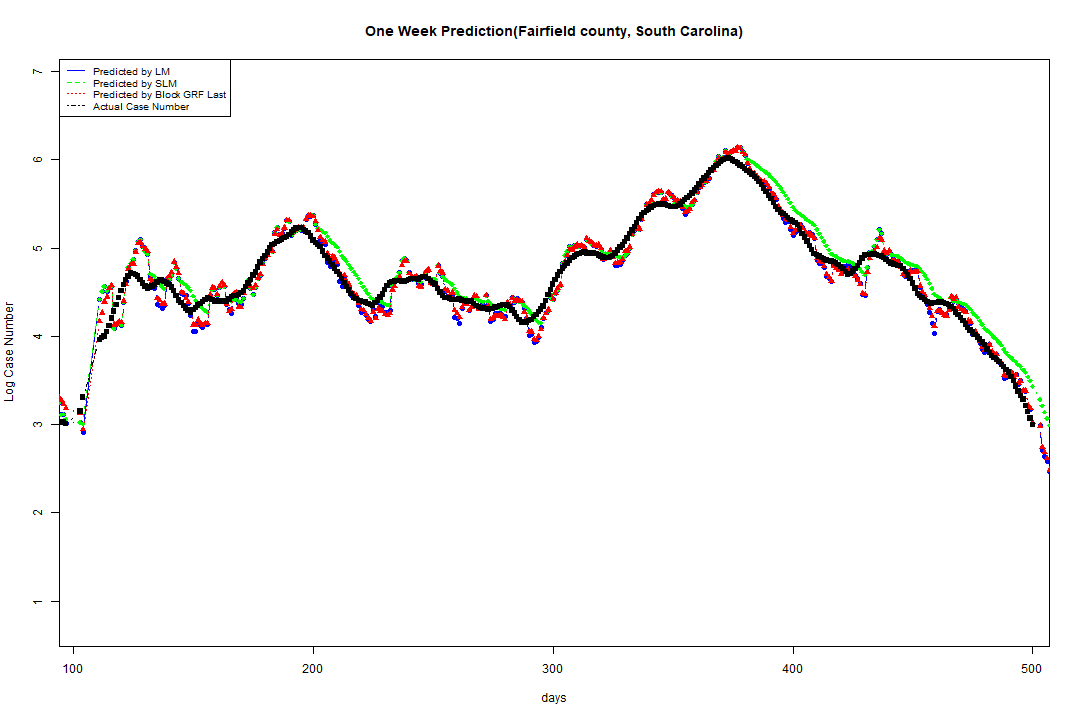 One Week Prediction(Fairfield county, South Carolina)
Predicted by LM
Predicted by SLM
Predicted by Block GRF Last
Actual Case Number
7
6
5
4
3
2
1
Log Case Number
100 200 300 400 500
days